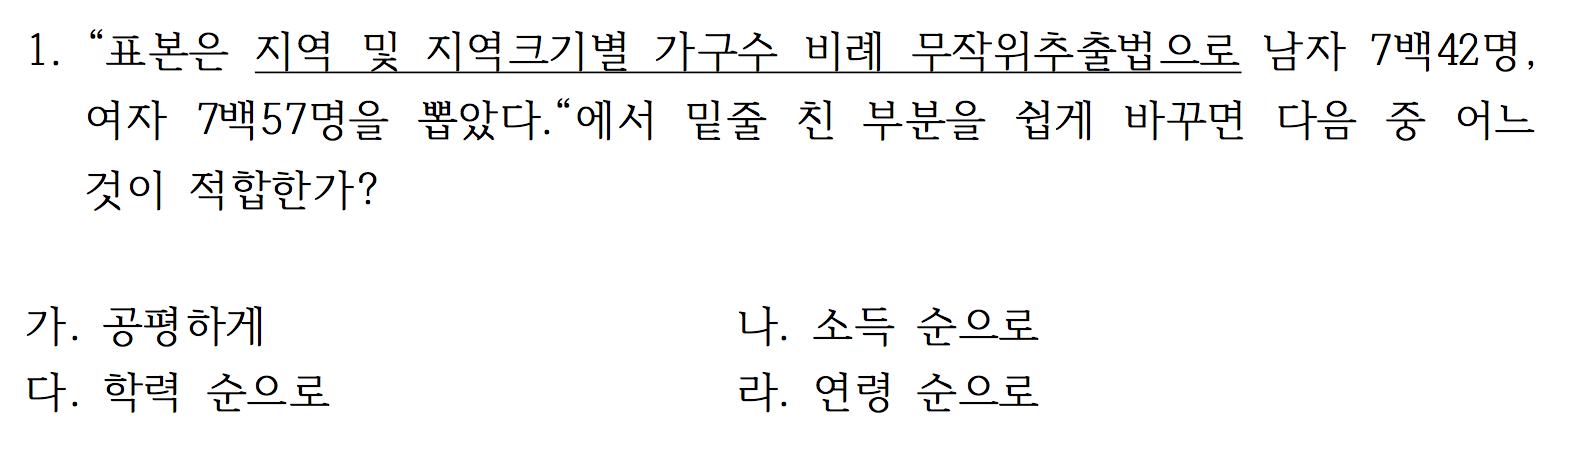 1. “표본은 지역 및 지역크기별 가구수 비례 무작위추출법으로 남자 7백42명,
여자 7백57명을 뽑았다.“에서 밑줄 친 부분을 쉽게 바꾸면 다음 중 어느
것이 적합한가?
가. 공평하게 나. 소득 순으로
다. 학력 순으로 라. 연령 순으로